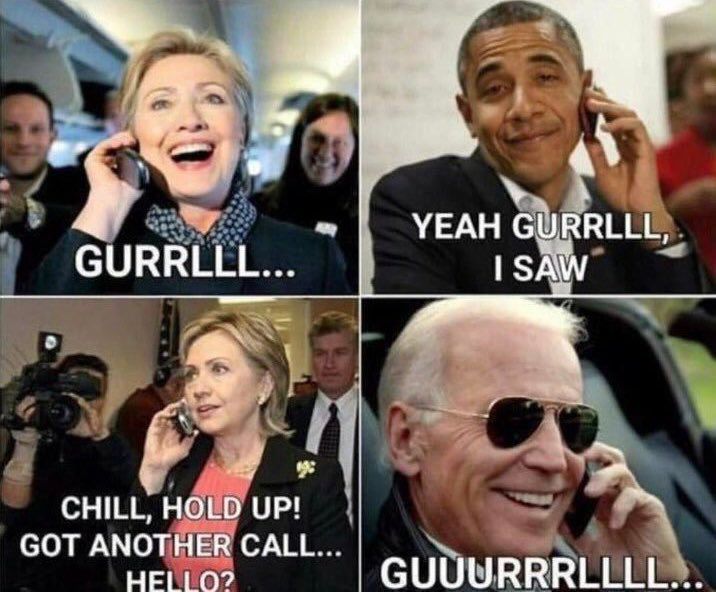 GURRLLL...
YEAH GURRLLL,
I SAW
CHILL, HOLD UP!
GOT ANOTHER CALL...
HELLO?
GUUURRRLLLL...